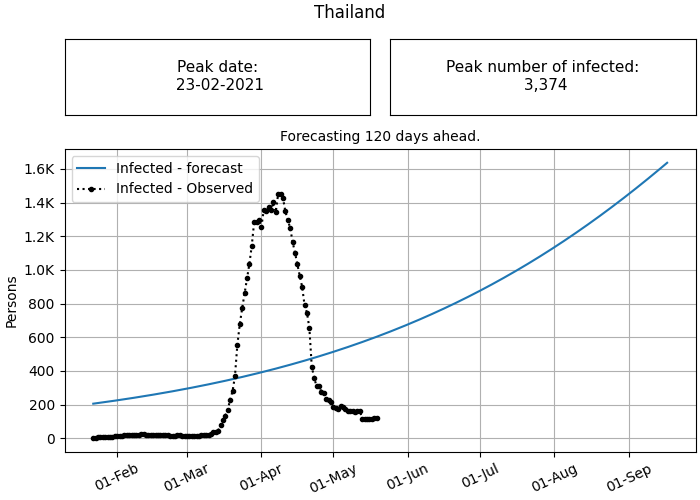 Thailand
Peak date:
23-02-2021
Peak number of infected:
3,374
Forecasting 120 days ahead.
Infected - forecast
Infected - Observed
1.6K
1.4K
1.2K
1.0K
800
600
400
200
0
Persons
01-Feb
01-Mar
01-Apr
01-May
01-Jun
01-Jul
01-Aug
01-Sep